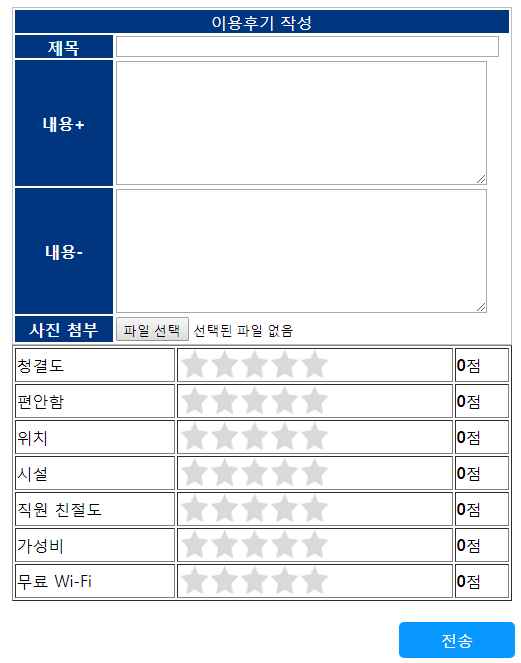 이용후기 작성
제목
내용+
내용-
사진 첨부 파일 선택 선택된 파일 없음
청결도 0점
편안함 0점
위치 0점
시설 0점
직원 친절도 0점
가성비 0점
무료 Wi-Fi 0점
전송